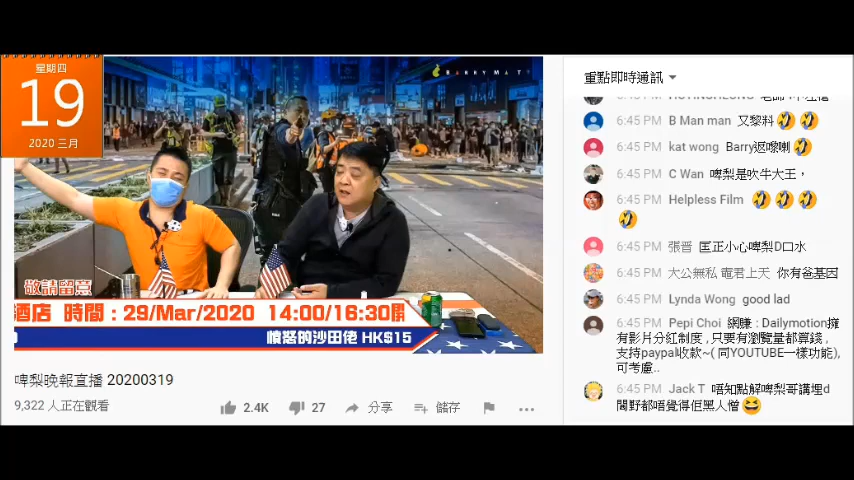 星期四
19
2020 三月
BARRY MA TT
敬請留意
酒店 時間：29/Mar/2020 14:00/16:30開
憤怒的沙田佬 HK$15
啤梨晚報直播 20200319
9,322 人正在觀看
2.4K
27
分享
儲存
重點即時通訊
6:45 PM B Man man 又黎料🤣🤣
6:45 PM kat wong Barry返嚟喇🤣
6:45 PM C Wan 啤梨是吹牛大王，
6:45 PM Helpless Film 🤣🤣🤣
🤣
6:45 PM 張晉 匡正小心啤梨D口水
6:45 PM 大公無私 電君上天 你有爸基因
6:45 PM Lynda Wong good lad
6:45 PM Pepi Choi 網賺 : Dailymotion擁
有影片分紅制度 , 只要有瀏覽量都算錢 ,
支持paypal收款~( 同YOUTUBE一樣功能),
可考慮..
6:45 PM Jack T 唔知點解啤梨哥講埋d
閪野都唔覺得佢黑人憎😆